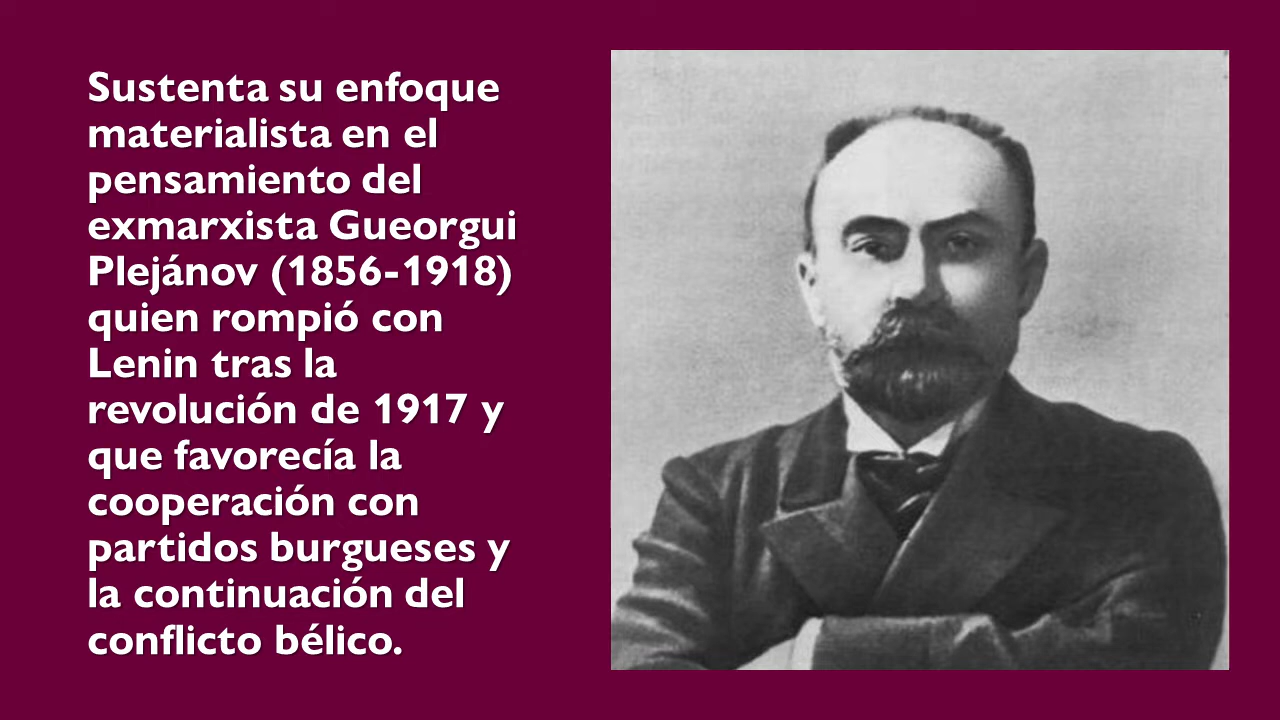 Sustenta su enfoque
materialista en el
pensamiento del
exmarxista Gueorgui
Plejánov (1856-1918)
quien rompió con
Lenin tras la
revolución de 1917 y
que favorecía la
cooperación con
partidos burgueses y
la continuación del
conflicto bélico.